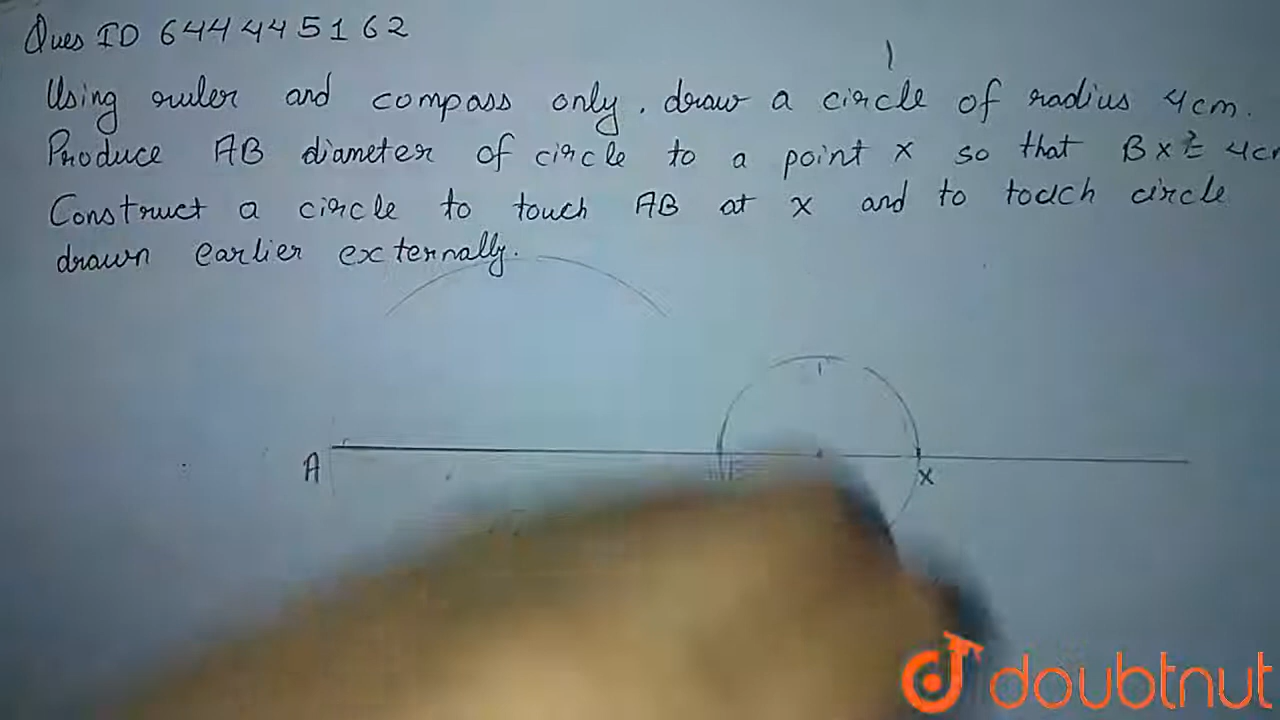 Ques ID 644445162
Using ruler and compass only. draw a circle of radius 4cm.
Produce AB diameter of circle to a point X so that BX = 4cm
Construct a circle to touch AB at X and to touch circle
drawn earlier externally.
A
X
doubtnut